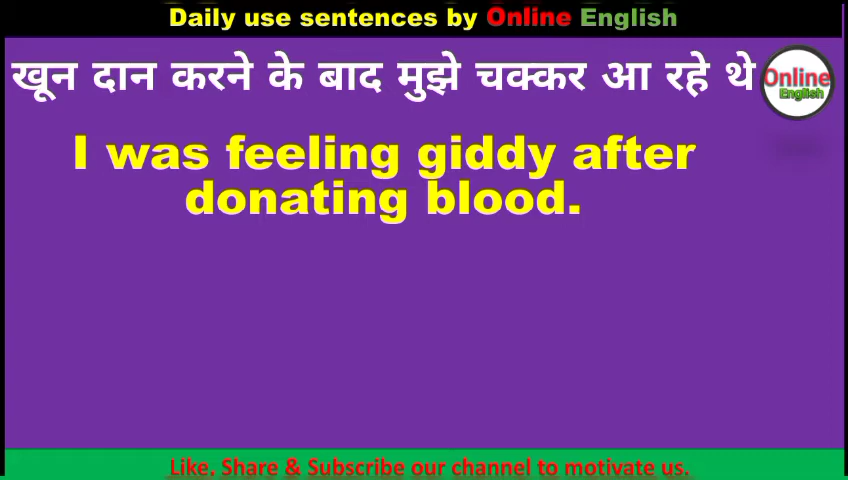 Daily use sentences by Online English
खून दान करने के बाद मुझे चक्कर आ रहे थे
Online
English
I was feeling giddy after
donating blood.
Like. Share & Subscribe our channel to motivate us.